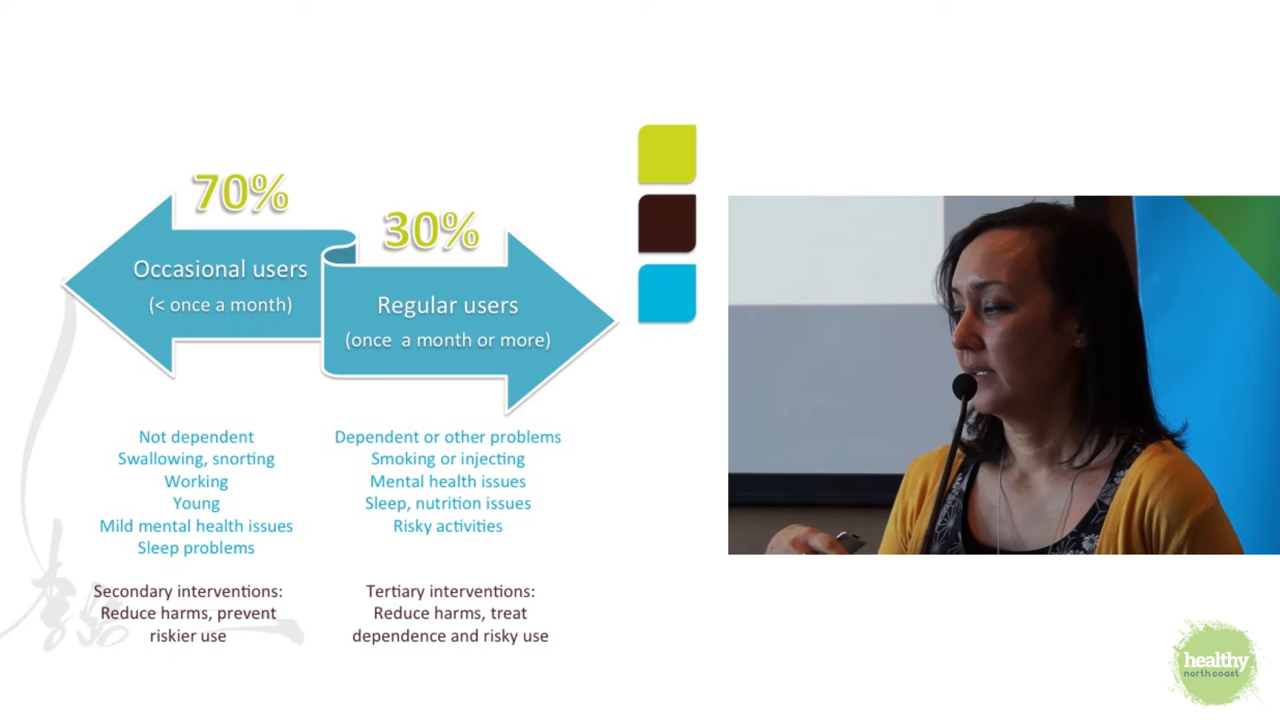 70%
Occasional users
(< once a month)
30%
Regular users
(once a month or more)
Not dependent
Swallowing, snorting
Working
Young
Mild mental health issues
Sleep problems
Secondary interventions:
Reduce harms, prevent
riskier use
Dependent or other problems
Smoking or injecting
Mental health issues
Sleep, nutrition issues
Risky activities
Tertiary interventions:
Reduce harms, treat
dependence and risky use
healthy
north coast